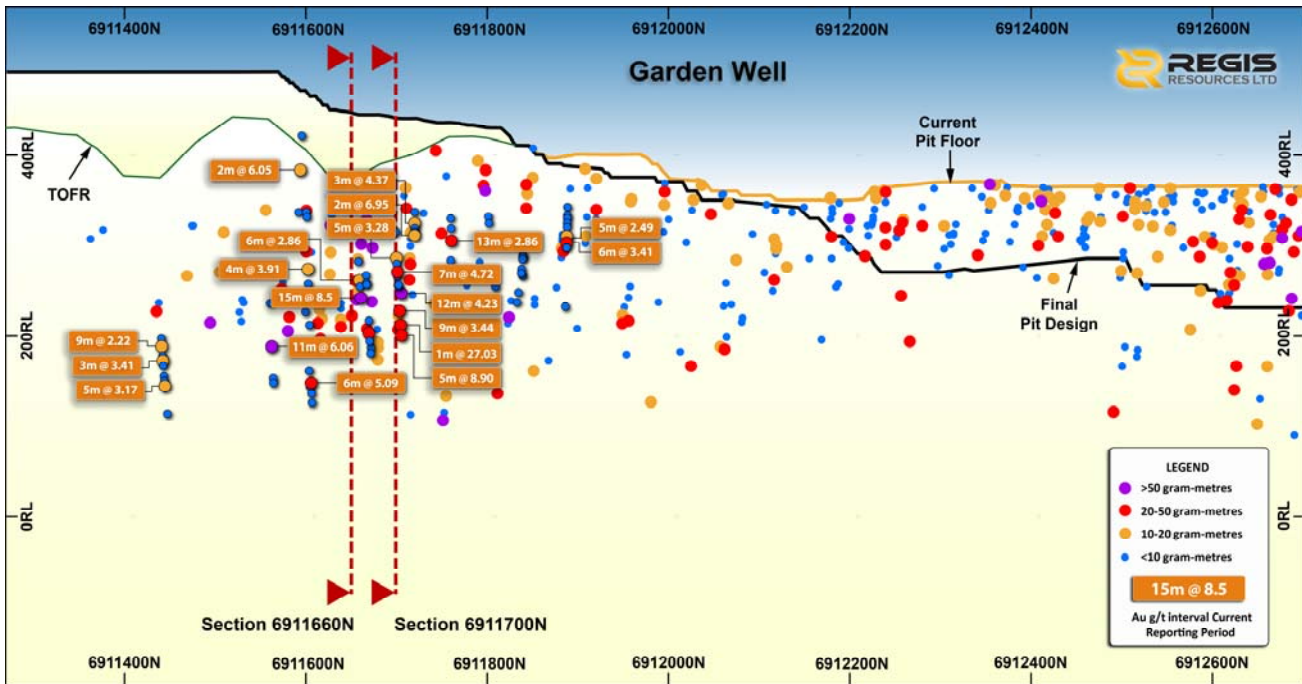 6911400N 6911600N 6911800N 6912000N 6912200N 6912400N 6912600N
Garden Well
REGIS
RESOURCES LTD
Current
Pit Floor
400RL
400RL
TOFR
2m @ 6.05
3m @ 4.37
2m @ 6.95
5m @ 3.28
6m @ 2.86
4m @ 3.91
15m @ 8.5
13m @ 2.86
5m @ 2.49
6m @ 3.41
7m @ 4.72
12m @ 4.23
9m @ 3.44
1m @ 27.03
5m @ 8.90
Final
Pit Design
200RL
200RL
9m @ 2.22
3m @ 3.41
5m @ 3.17
11m @ 6.06
6m @ 5.09
0RL
0RL
LEGEND
>50 gram-metres
20-50 gram-metres
10-20 gram-metres
<10 gram-metres
15m @ 8.5
Au g/t interval Current
Reporting Period
Section 6911660N
Section 6911700N
6911400N 6911600N 6911800N 6912000N 6912200N 6912400N 6912600N